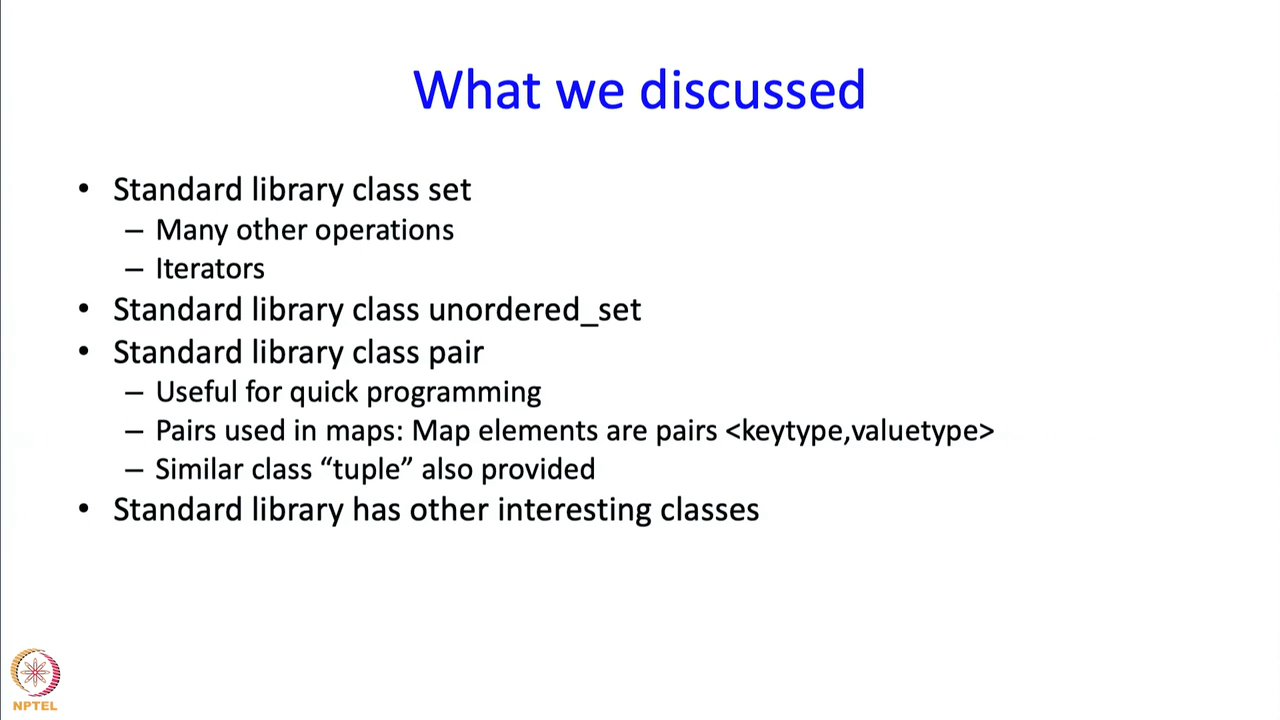 What we discussed
• Standard library class set
– Many other operations
– Iterators
• Standard library class unordered_set
• Standard library class pair
– Useful for quick programming
– Pairs used in maps: Map elements are pairs <keytype,valuetype>
– Similar class “tuple” also provided
• Standard library has other interesting classes
NPTEL